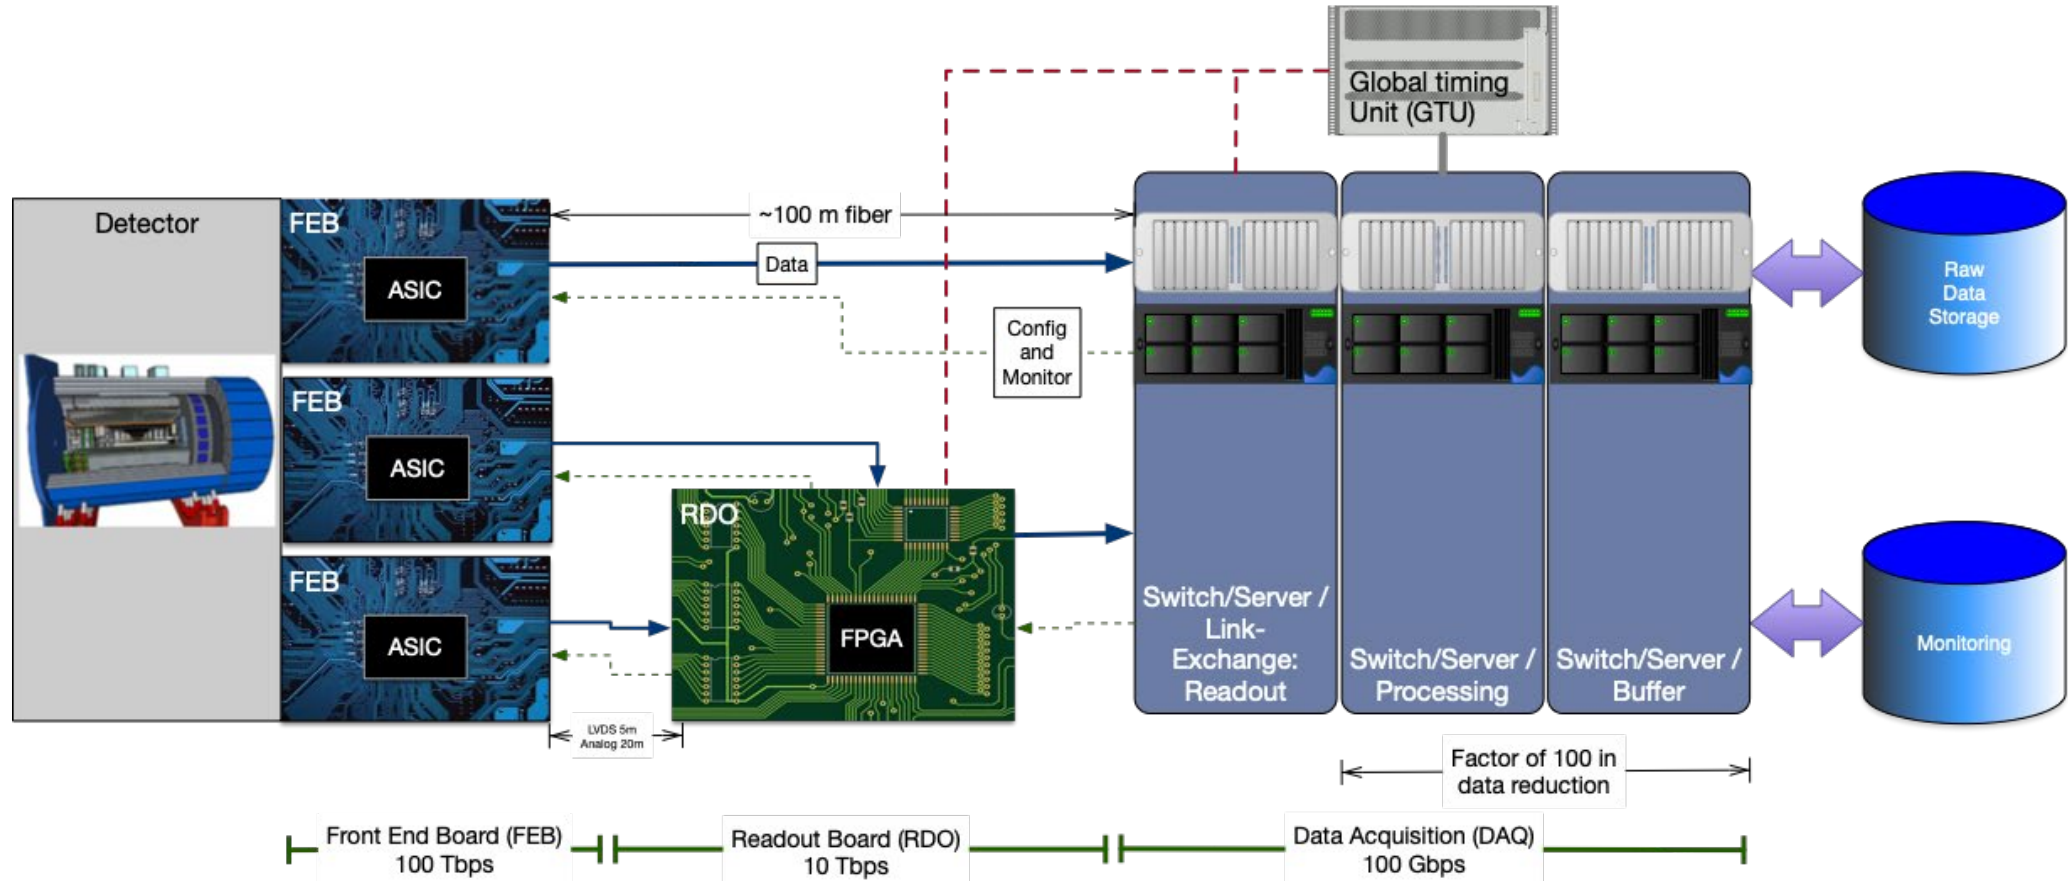 Global timing
Unit (GTU)
Detector
FEB
ASIC
~100 m fiber
Data
Config
and
Monitor
FEB
ASIC
RDO
FPGA
FEB
ASIC
LVDS 5m
Analog 20m
Switch/Server /
Link-
Exchange:
Readout
Switch/Server /
Processing
Switch/Server /
Buffer
Raw
Data
Storage
Monitoring
Factor of 100 in
data reduction
Front End Board (FEB)
100 Tbps
Readout Board (RDO)
10 Tbps
Data Acquisition (DAQ)
100 Gbps